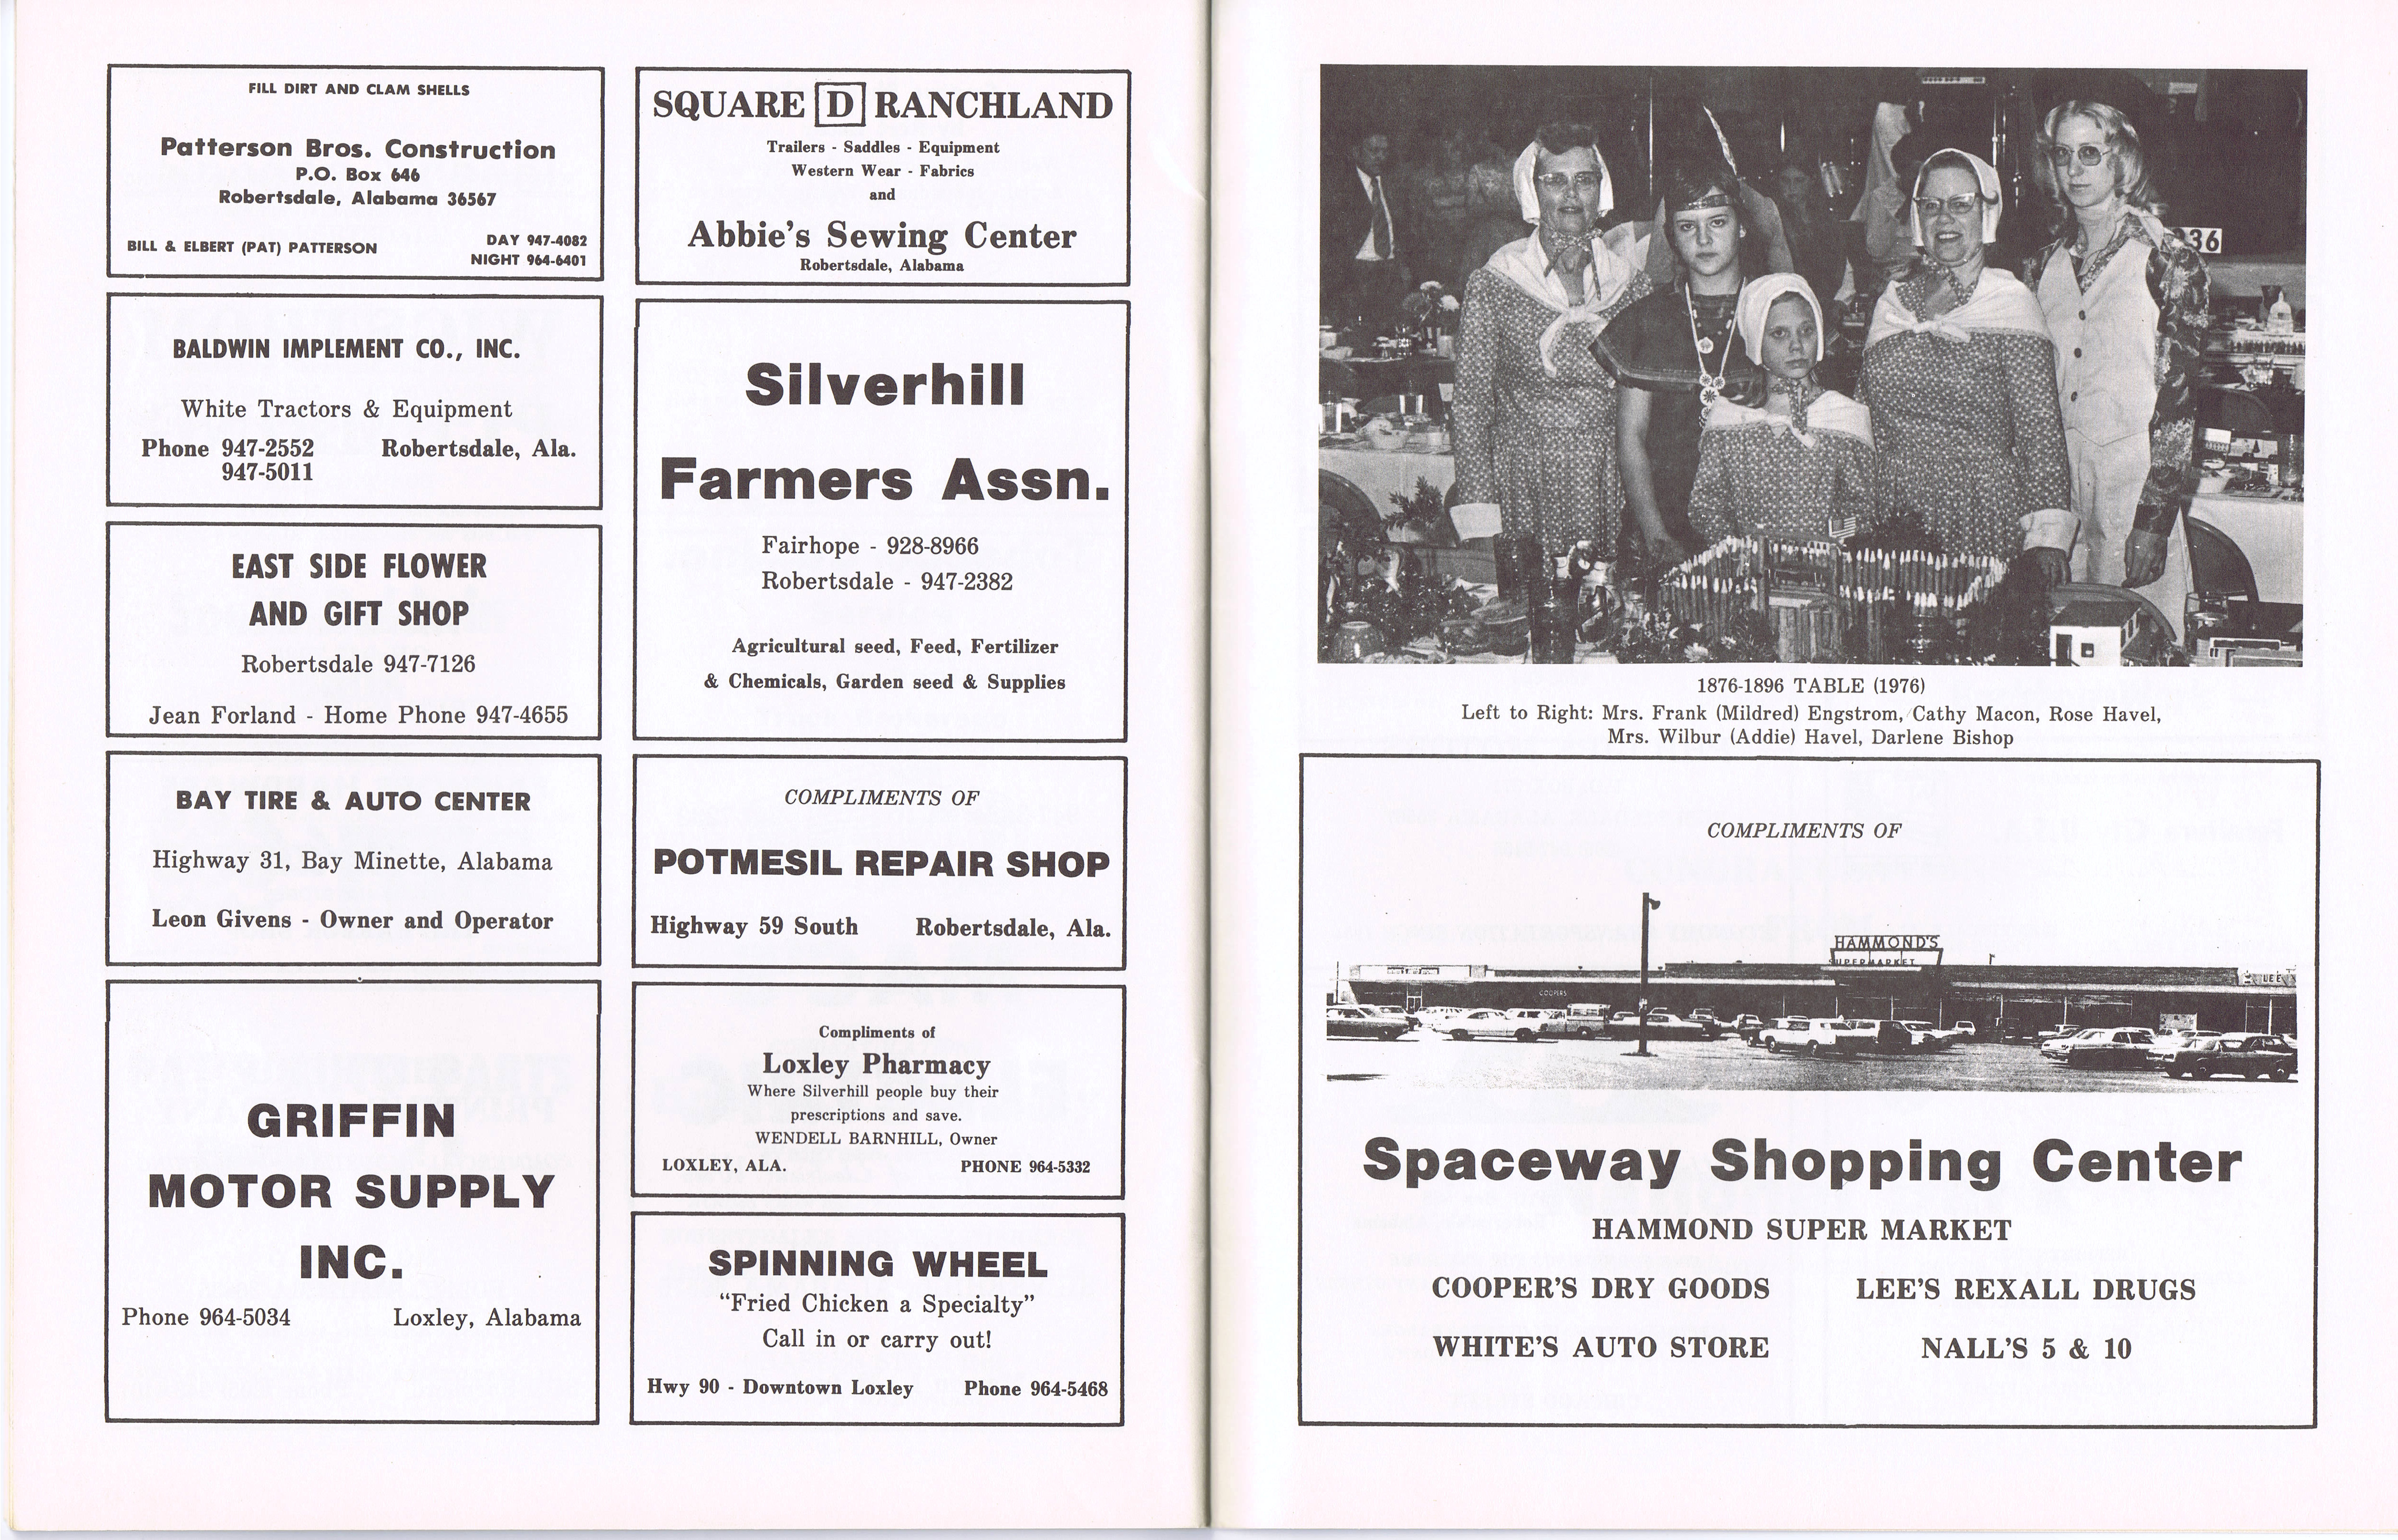 FILL DIRT AND CLAM SHELLS
Patterson Bros. Construction
P.O. Box 646
Robertsdale, Alabama 36567
BILL & ELBERT (PAT) PATTERSON
DAY 947-4082
NIGHT 964-6401
BALDWIN IMPLEMENT CO., INC.
White Tractors & Equipment
Phone 947-2552 Robertsdale, Ala.
947-5011
EAST SIDE FLOWER
AND GIFT SHOP
Robertsdale 947-7126
Jean Forland - Home Phone 947-4655
BAY TIRE & AUTO CENTER
Highway 31, Bay Minette, Alabama
Leon Givens - Owner and Operator
GRIFFIN
MOTOR SUPPLY
INC.
Phone 964-5034 Loxley, Alabama
SQUARE D RANCHLAND
Trailers - Saddles - Equipment
Western Wear - Fabrics
and
Abbie's Sewing Center
Robertsdale, Alabama
Silverhill
Farmers Assn.
Fairhope - 928-8966
Robertsdale - 947-2382
Agricultural seed, Feed, Fertilizer
& Chemicals, Garden seed & Supplies
COMPLIMENTS OF
POTMESIL REPAIR SHOP
Highway 59 South Robertsdale, Ala.
Compliments of
Loxley Pharmacy
Where Silverhill people buy their
prescriptions and save.
WENDELL BARNHILL, Owner
LOXLEY, ALA. PHONE 964-5332
SPINNING WHEEL
“Fried Chicken a Specialty”
Call in or carry out!
Hwy 90 - Downtown Loxley Phone 964-5468
36
1876-1896 TABLE (1976)
Left to Right: Mrs. Frank (Mildred) Engstrom, Cathy Macon, Rose Havel,
Mrs. Wilbur (Addie) Havel, Darlene Bishop
COMPLIMENTS OF
HAMMOND'S
SUPERMARKET
COOPERS
LEE
Spaceway Shopping Center
HAMMOND SUPER MARKET
COOPER'S DRY GOODS LEE'S REXALL DRUGS
WHITE'S AUTO STORE NALL'S 5 & 10